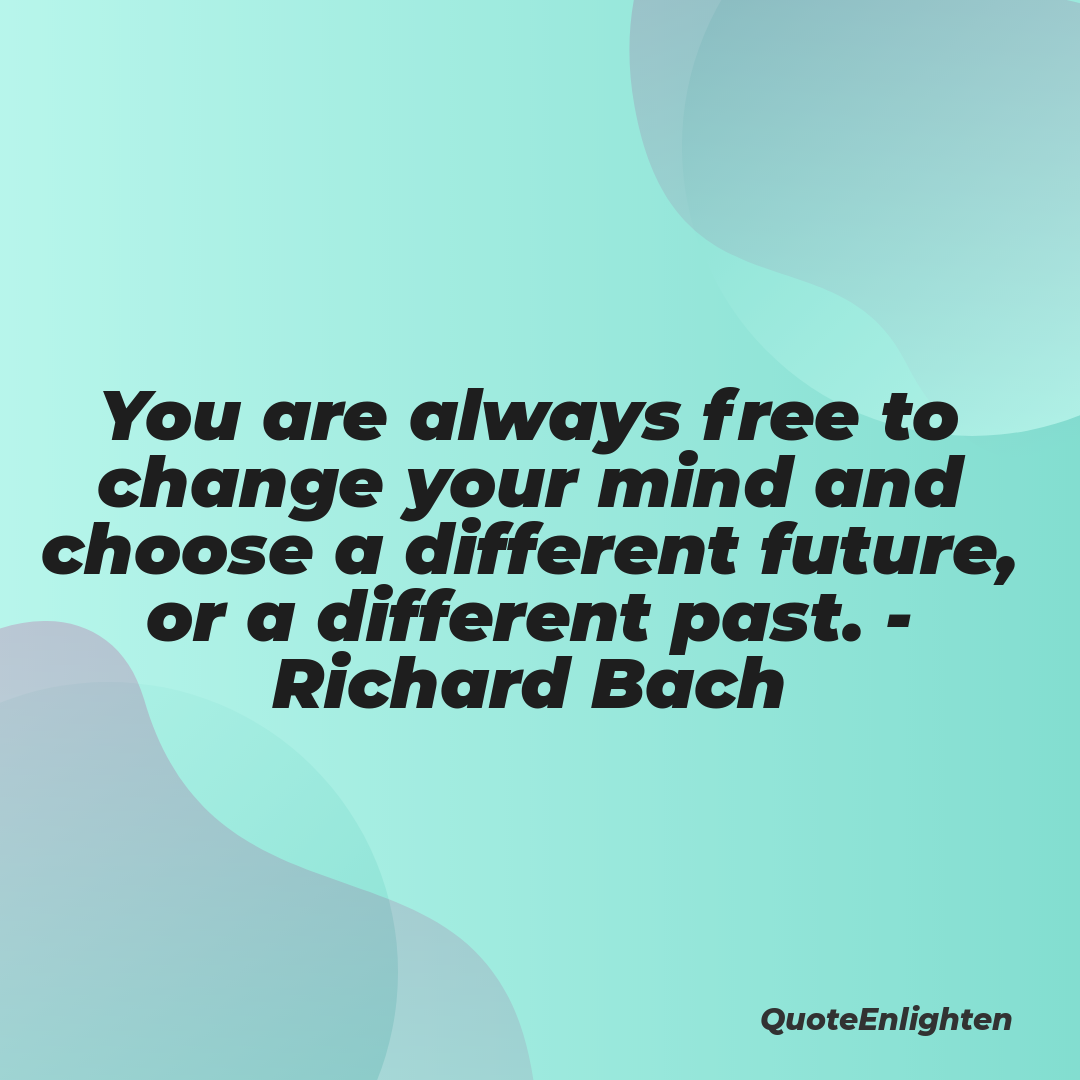 You are always free to
change your mind and
choose a different future,
or a different past. -
Richard Bach
QuoteEnlighten